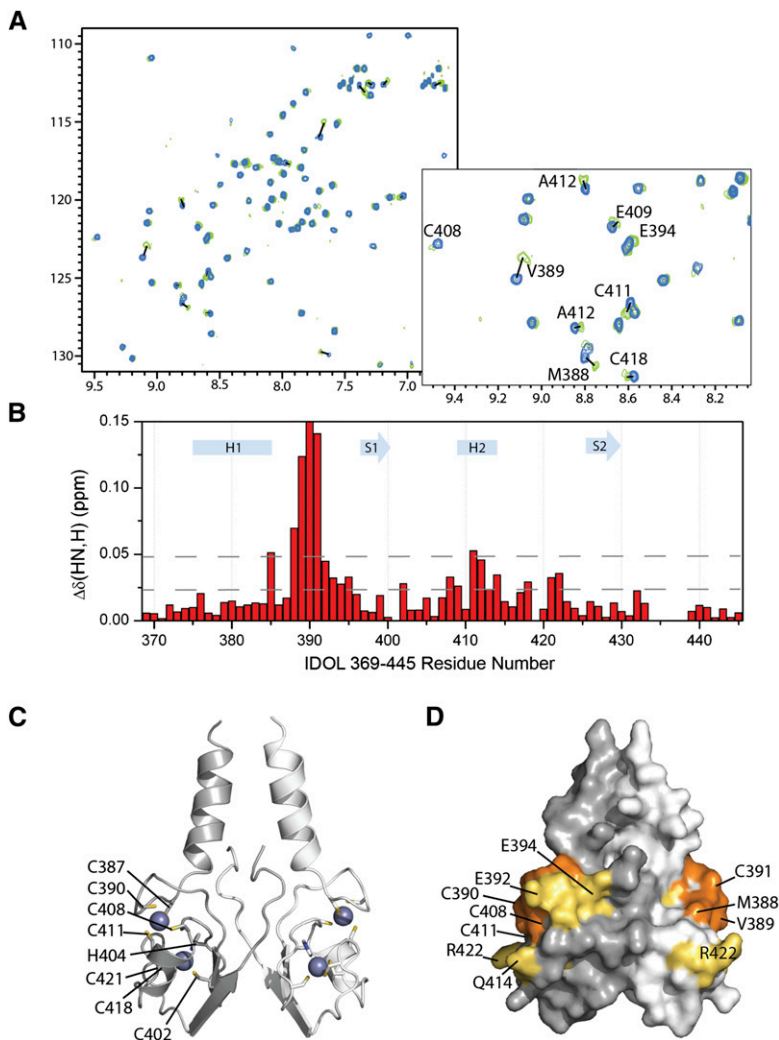 A
110
115
120
125
130
9.5 9.0 8.5 8.0 7.5 7.0
A412
E409
C408
E394
V389
C411
A412
C418
M388
9.4 9.2 9.0 8.8 8.6 8.4 8.2
B
0.15
0.10
0.05
0.00
Δδ(HN,H) (ppm)
H1 S1 H2 S2
370 380 390 400 410 420 430 440
IDOL 369-445 Residue Number
C
C387
C390
C408
C411
H404
C421
C418
C402
D
E394
E392
C390
C408
C411
R422
Q414
C391
M388
V389
R422